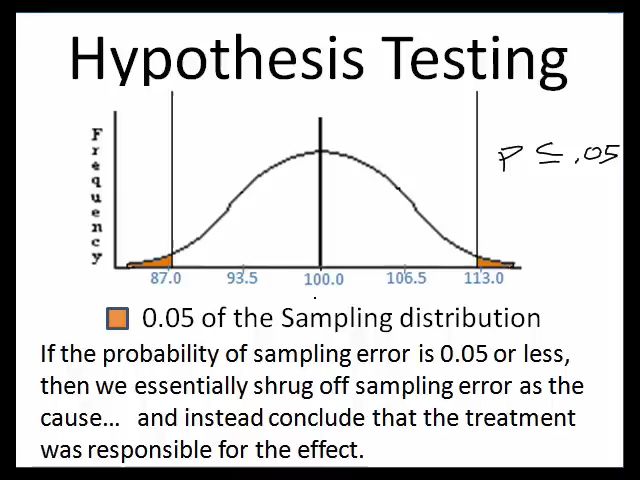 Hypothesis Testing
Frequency
p ≤ .05
87.0 93.5 100.0 106.5 113.0
0.05 of the Sampling distribution
If the probability of sampling error is 0.05 or less,
then we essentially shrug off sampling error as the
cause... and instead conclude that the treatment
was responsible for the effect.